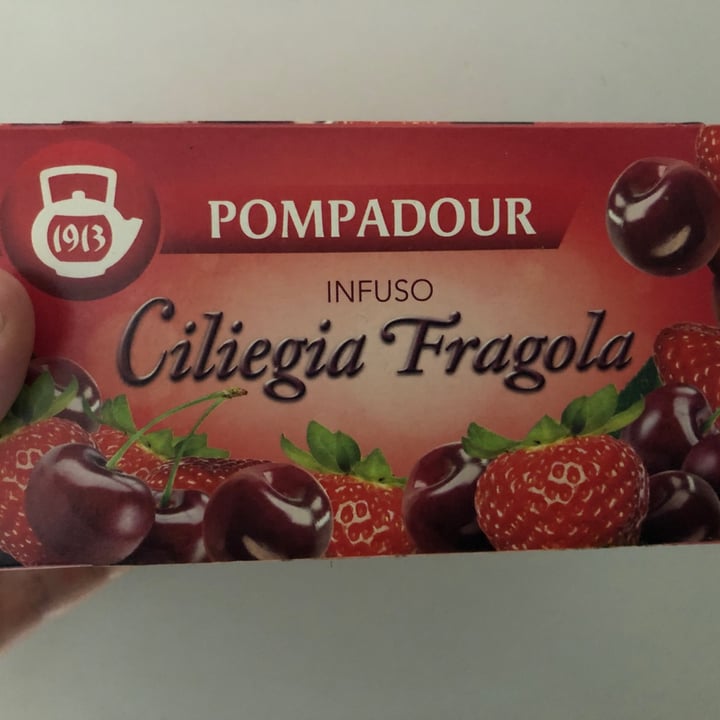 1913
POMPADOUR
INFUSO
Ciliegia Fragola